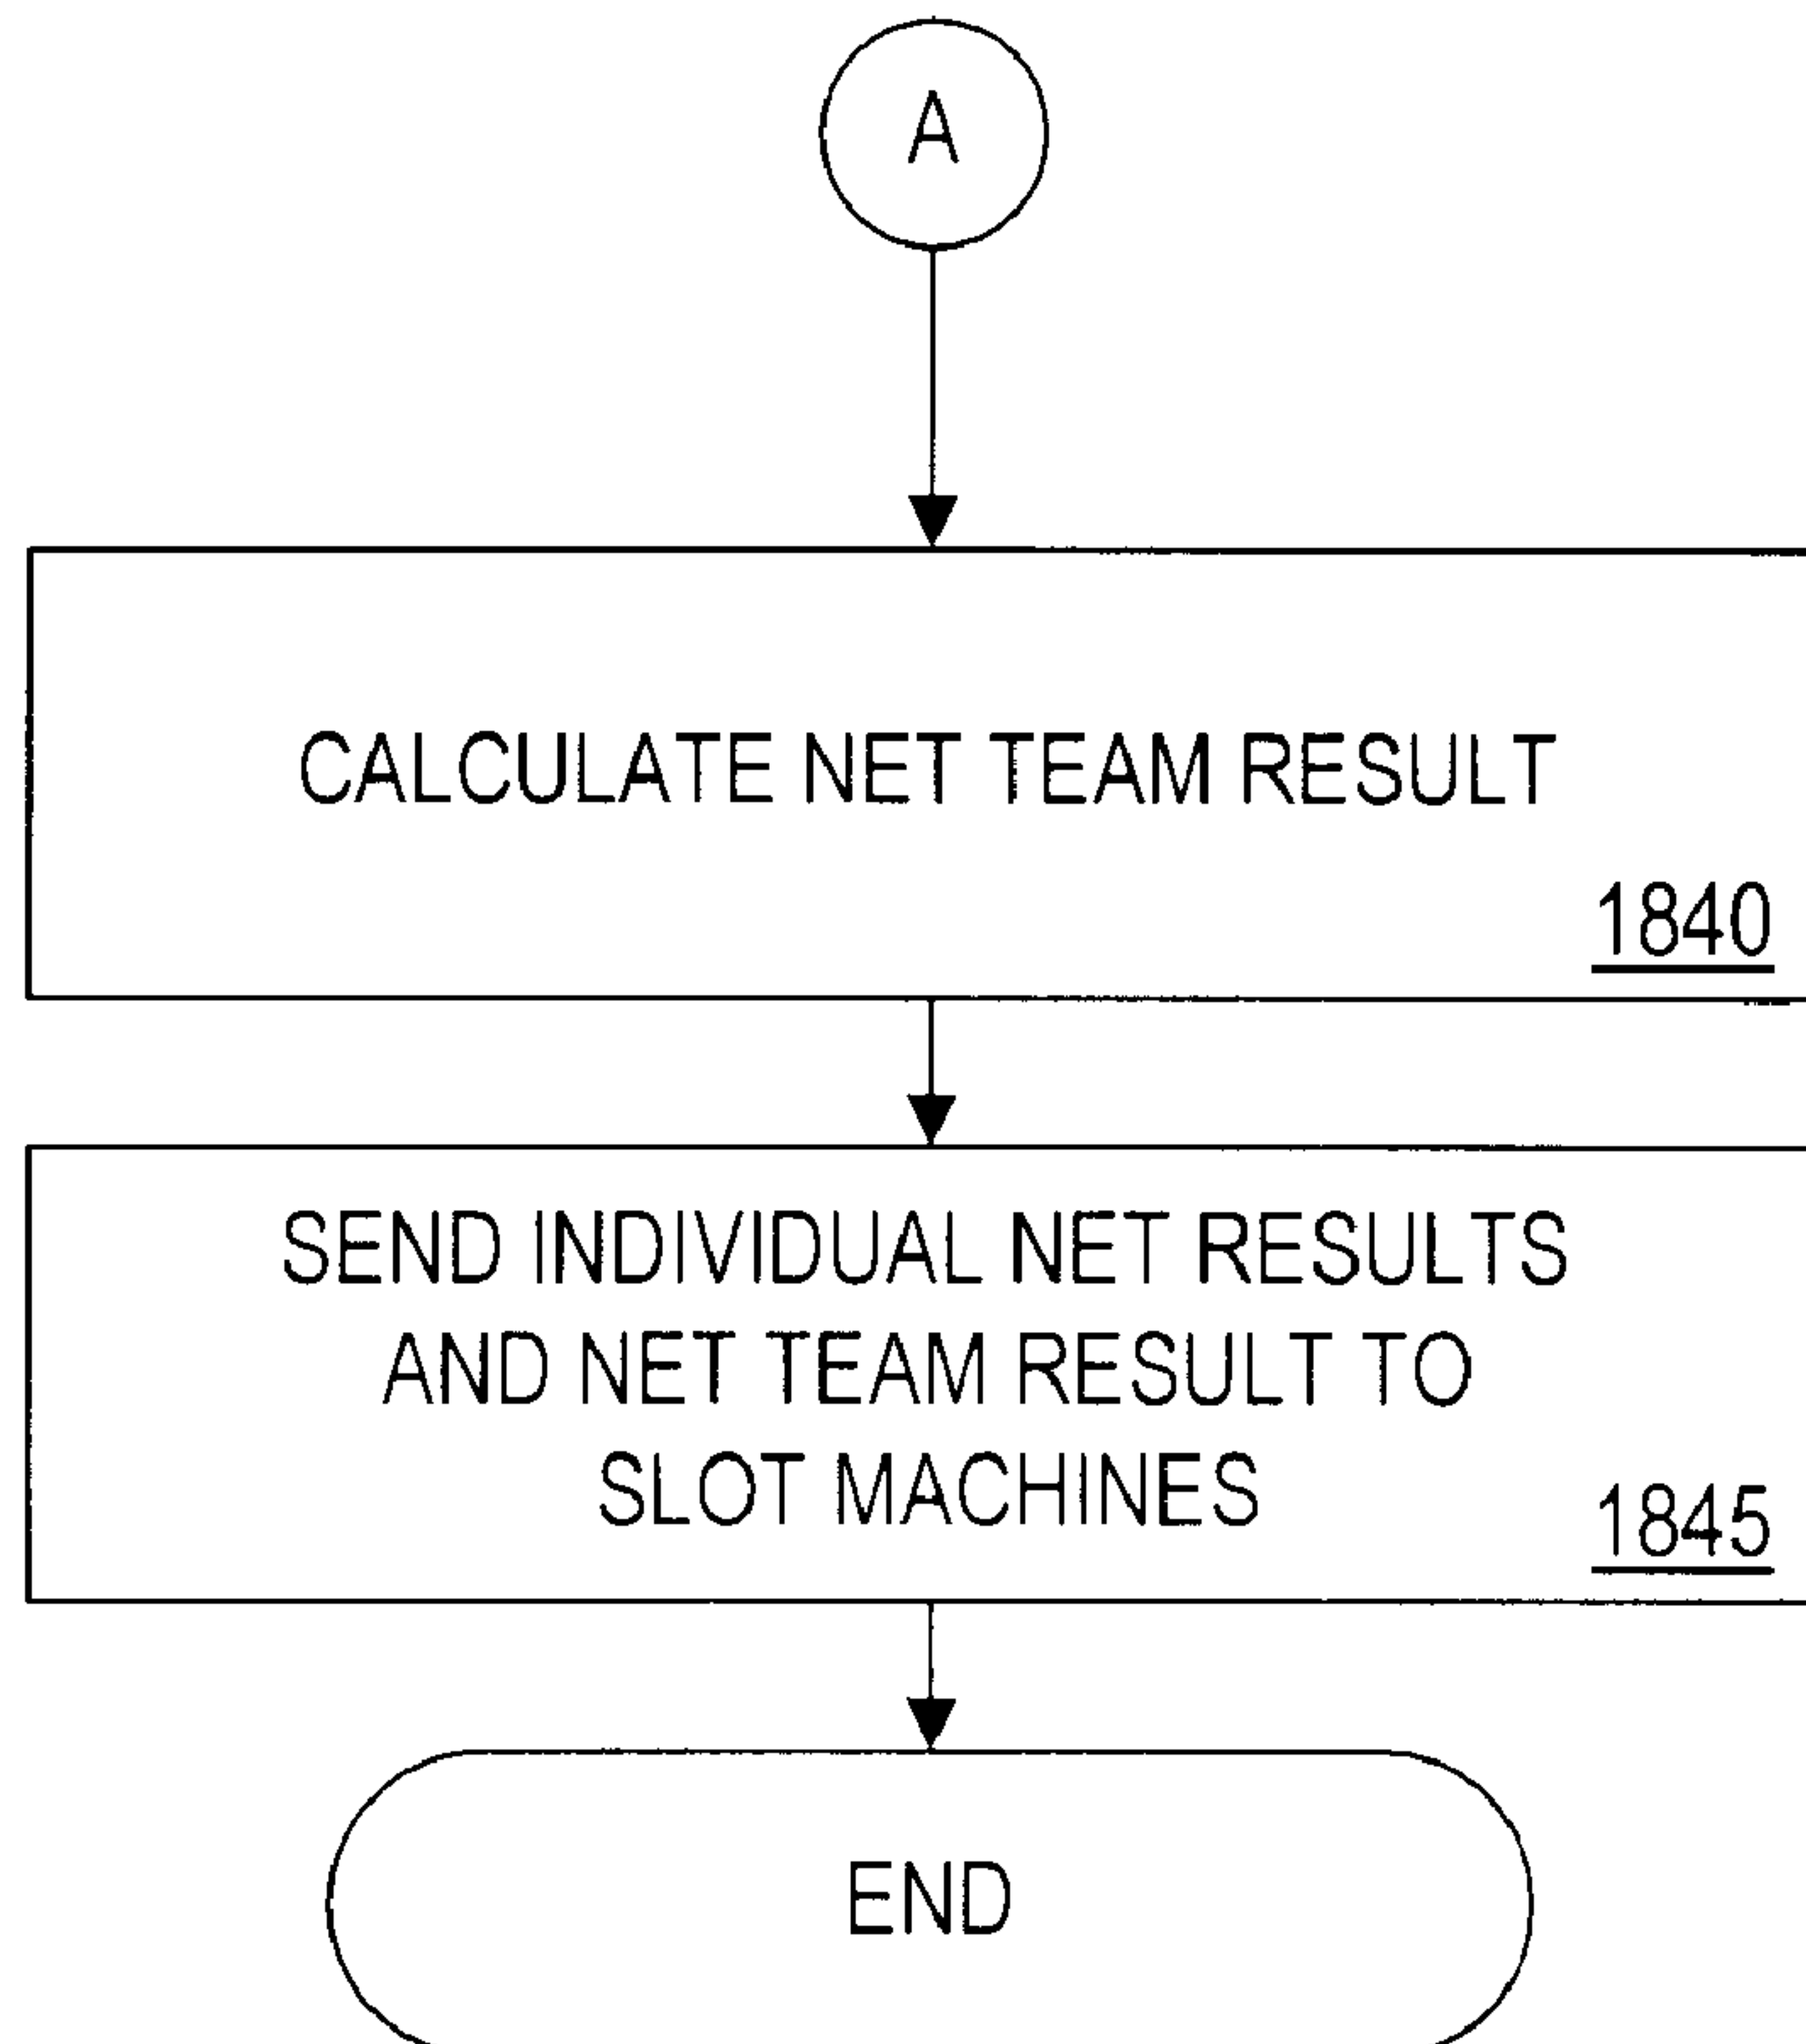 A
CALCULATE NET TEAM RESULT
1840
SEND INDIVIDUAL NET RESULTS
AND NET TEAM RESULT TO
SLOT MACHINES
1845
END